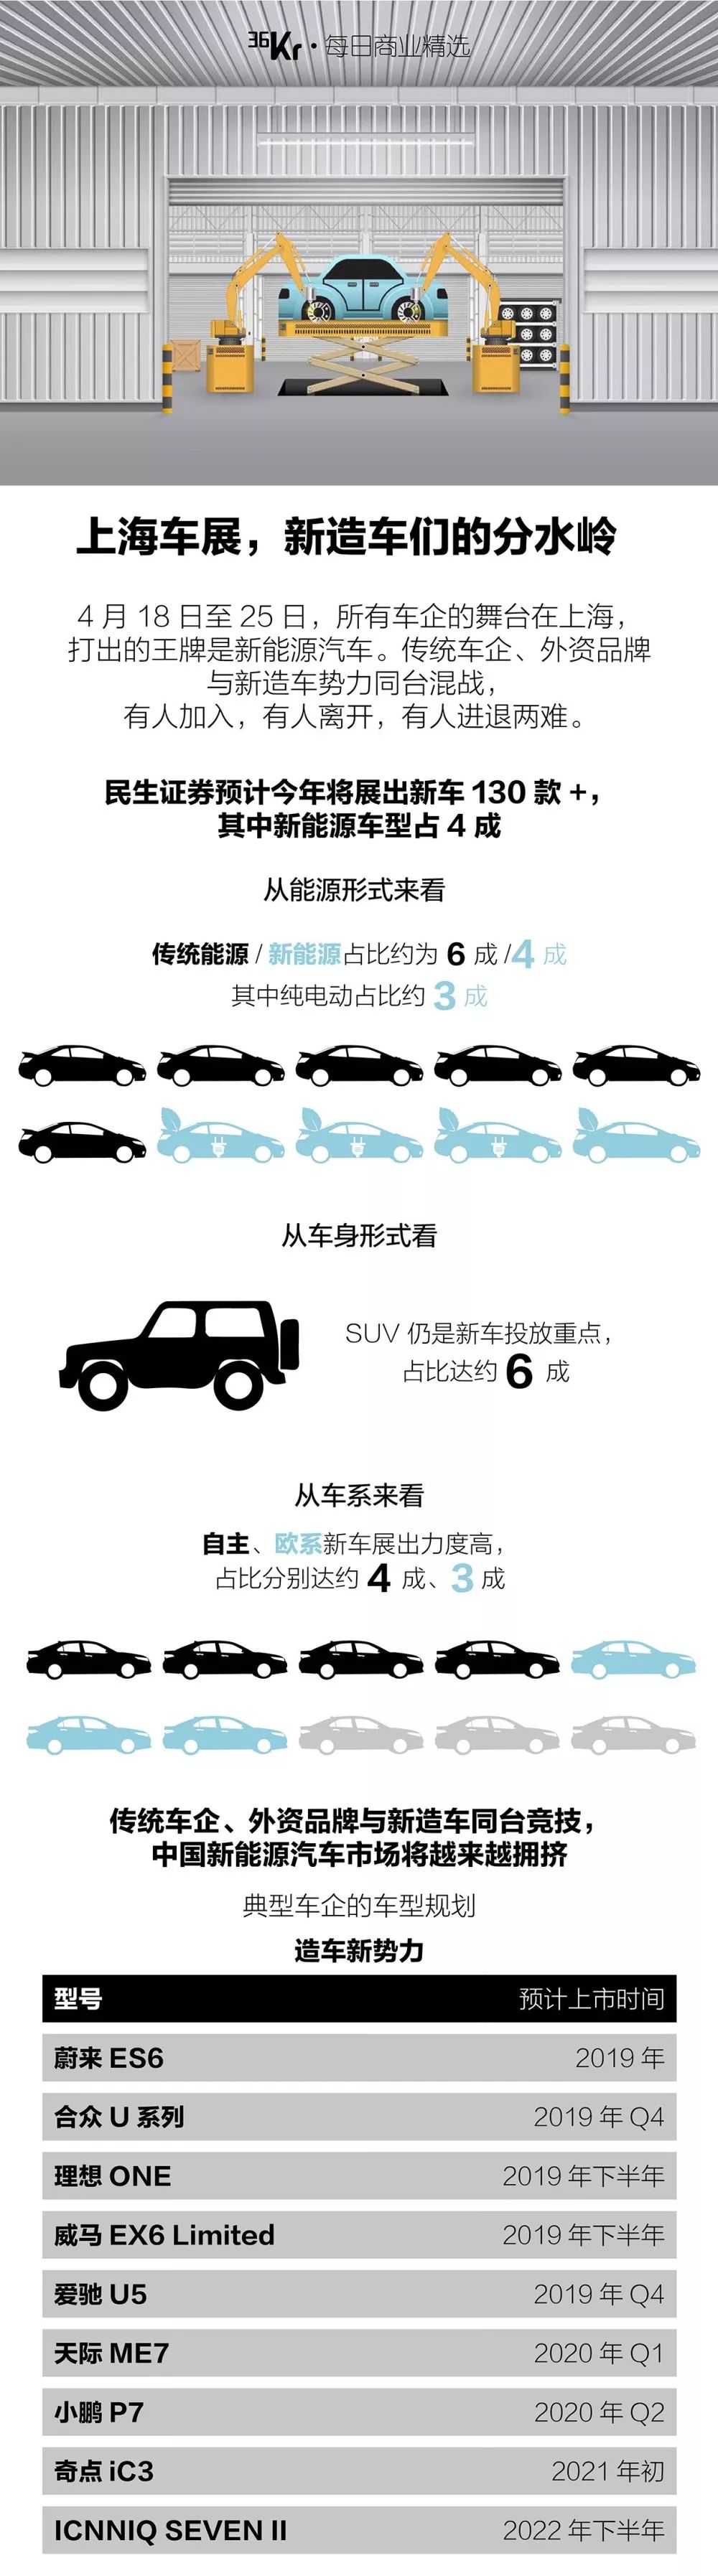 36Kr·每日商业精选
上海车展，新造车们的分水岭
4 月 18 日至 25 日，所有车企的舞台在上海，
打出的王牌是新能源汽车。传统车企、外资品牌
与新造车势力同台混战，
有人加入，有人离开，有人进退两难。
民生证券预计今年将展出新车 130 款 +，
其中新能源车型占 4 成
从能源形式来看
传统能源 / 新能源占比约为 6 成 /4 成
其中纯电动占比约 3 成
从车身形式看
SUV 仍是新车投放重点，
占比达约 6 成
从车系来看
自主、欧系新车展出力度高，
占比分别达约 4 成、3 成
传统车企、外资品牌与新造车同台竞技，
中国新能源汽车市场将越来越拥挤
典型车企的车型规划
造车新势力
型号 预计上市时间
蔚来 ES6 2019 年
合众 U 系列 2019 年 Q4
理想 ONE 2019 年下半年
威马 EX6 Limited 2019 年下半年
爱驰 U5 2019 年 Q4
天际 ME7 2020 年 Q1
小鹏 P7 2020 年 Q2
奇点 iC3 2021 年初
ICNNIQ SEVEN II 2022 年下半年